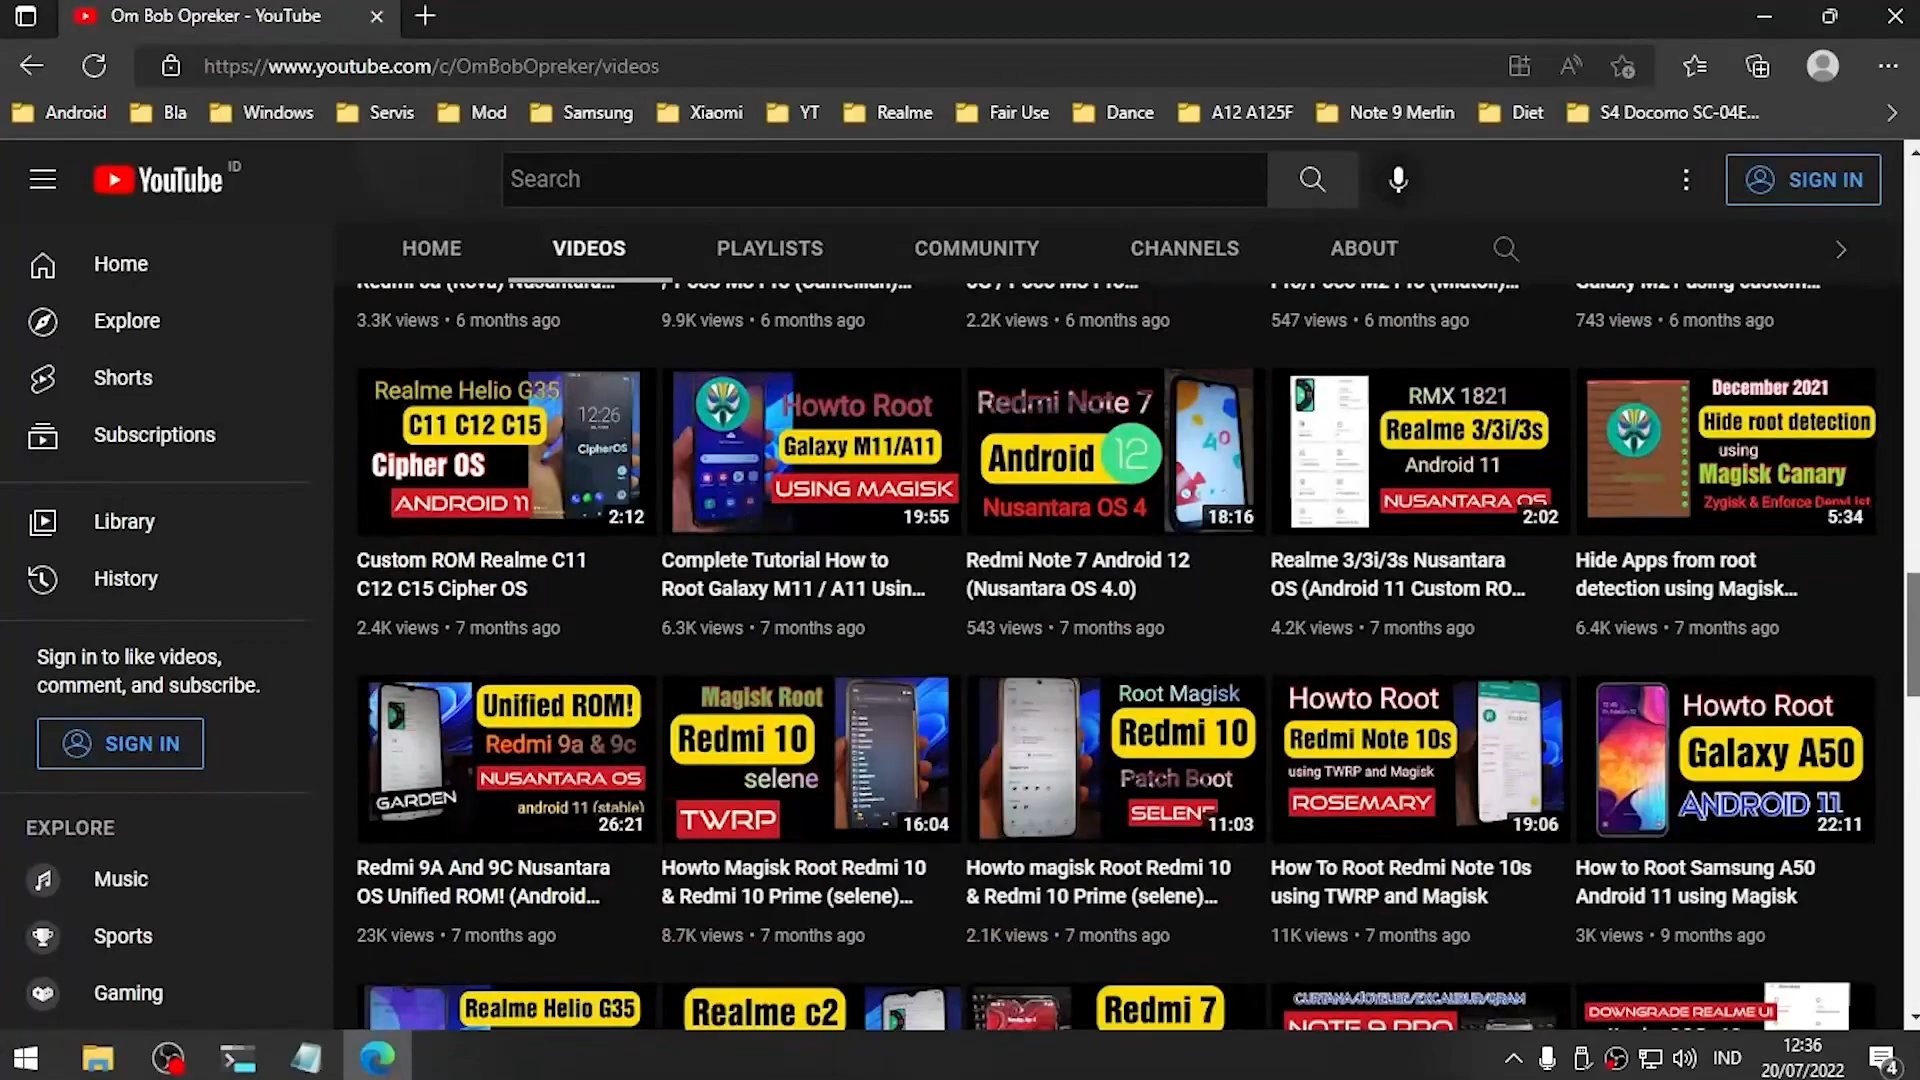 Om Bob Opreker - YouTube
https://www.youtube.com/c/OmBobOpreker/videos
Android Bla Windows Servis Mod Samsung Xiaomi YT Realme Fair Use Dance A12 A125F Note 9 Merlin Diet S4 Docomo SC-04E...
YouTube ID
Search
SIGN IN
HOME VIDEOS PLAYLISTS COMMUNITY CHANNELS ABOUT
Home
Explore
Shorts
Subscriptions
Library
History
Sign in to like videos,
comment, and subscribe.
SIGN IN
EXPLORE
Music
Sports
Gaming
3.3K views • 6 months ago
9.9K views • 6 months ago
2.2K views • 6 months ago
547 views • 6 months ago
743 views • 6 months ago
Realme Helio G35
C11 C12 C15
Cipher OS
ANDROID 11
12:26
CipherOS
2:12
Custom ROM Realme C11
C12 C15 Cipher OS
2.4K views • 7 months ago
Howto Root
Galaxy M11/A11
USING MAGISK
19:55
Complete Tutorial How to
Root Galaxy M11 / A11 Usin...
6.3K views • 7 months ago
Redmi Note 7
Android 12
Nusantara OS 4
18:16
Redmi Note 7 Android 12
(Nusantara OS 4.0)
543 views • 7 months ago
RMX 1821
Realme 3/3i/3s
Android 11
NUSANTARA OS
2:02
Realme 3/3i/3s Nusantara
OS (Android 11 Custom RO...
4.2K views • 7 months ago
December 2021
Hide root detection
using
Magisk Canary
Zygisk & Enforce DenyList
5:34
Hide Apps from root
detection using Magisk...
6.4K views • 7 months ago
Unified ROM!
Redmi 9a & 9c
NUSANTARA OS
GARDEN
android 11 (stable)
26:21
Redmi 9A And 9C Nusantara
OS Unified ROM! (Android...
23K views • 7 months ago
Magisk Root
Redmi 10
selene
TWRP
16:04
Howto Magisk Root Redmi 10
& Redmi 10 Prime (selene)...
8.7K views • 7 months ago
Root Magisk
Redmi 10
Patch Boot
SELENE
11:03
Howto magisk Root Redmi 10
& Redmi 10 Prime (selene)...
2.1K views • 7 months ago
Howto Root
Redmi Note 10s
using TWRP and Magisk
ROSEMARY
19:06
How To Root Redmi Note 10s
using TWRP and Magisk
11K views • 7 months ago
Howto Root
Galaxy A50
ANDROID 11
22:11
How to Root Samsung A50
Android 11 using Magisk
3K views • 9 months ago
Realme Helio G35
Realme c2
Redmi 7
CURTANA/JOYEUSE/EXCALIBUR/GRAM
NOTE 9 PRO
DOWNGRADE REALME UI
IND
12:36
20/07/2022
4